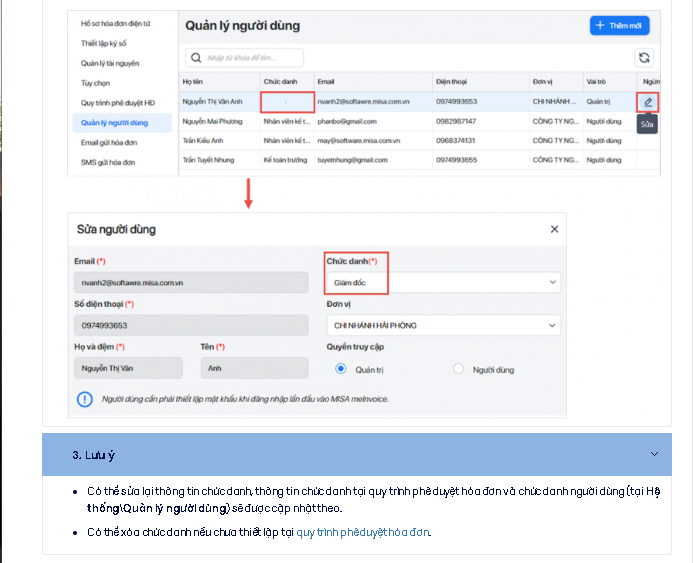 Hồ sơ hóa đơn điện tử
Thiết lập ký số
Quản lý tài nguyên
Tùy chọn
Quy trình phê duyệt HĐ
Quản lý người dùng
Email gửi hóa đơn
SMS gửi hóa đơn
Quản lý người dùng
+ Thêm mới
Nhập từ khóa để tìm...
Họ tên Chức danh Email Điện thoại Đơn vị Vai trò Ngừn
Nguyễn Thị Vân Anh - nvanh2@softawre.misa.com.vn 0974993653 CHI NHÁNH ... Quản trị
Nguyễn Mai Phương Nhân viên kế t... phanbo@gmail.com 0982987147 CÔNG TY NG... Người dùng
Trần Kiều Anh Nhân viên kế t... may@software.misa.com.vn 0968374131 CÔNG TY NG... Người dùng
Trần Tuyết Nhung Kế toán trưởng tuyetnhung@gmail.com 0974993655 CÔNG TY NG... Người dùng
Sửa
Sửa người dùng
Email (*) Chức danh(*)
nvanh2@softawre.misa.com.vn Giám đốc
Số điện thoại (*) Đơn vị
0974993653 CHI NHÁNH HẢI PHÒNG
Họ và đệm (*) Tên (*) Quyền truy cập
Nguyễn Thị Vân Anh Quản trị Người dùng
Người dùng cần phải thiết lập mật khẩu khi đăng nhập lần đầu vào MISA meInvoice.
3. Lưu ý
• Có thể sửa lại thông tin chức danh, thông tin chức danh tại quy trình phê duyệt hóa đơn và chức danh người dùng (tại Hệ
thống\Quản lý người dùng) sẽ được cập nhật theo.
• Có thể xóa chức danh nếu chưa thiết lập tại quy trình phê duyệt hóa đơn.